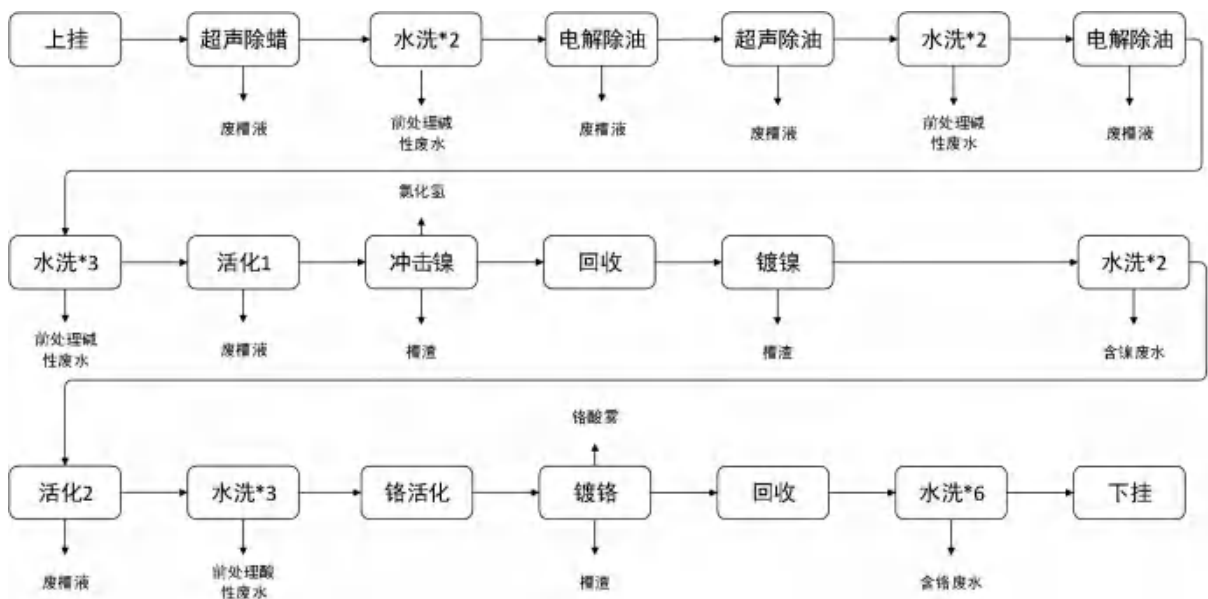 上挂
超声除蜡
水洗*2
电解除油
超声除油
水洗*2
电解除油
废槽液
前处理碱
性废水
废槽液
废槽液
前处理碱
性废水
废槽液
氯化氢
水洗*3
活化1
冲击镍
回收
镀镍
水洗*2
前处理碱
性废水
废槽液
槽渣
槽渣
含镍废水
铬酸雾
活化2
水洗*3
铬活化
镀铬
回收
水洗*6
下挂
废槽液
前处理酸
性废水
槽渣
含铬废水